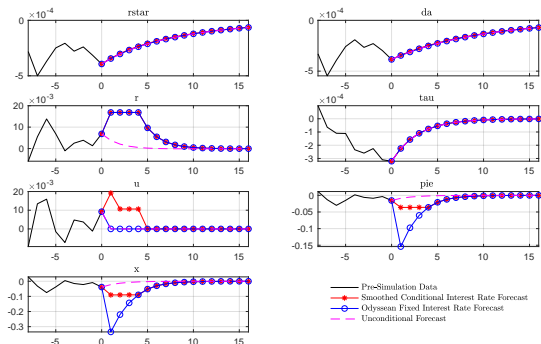 rstar
0 ×10⁻⁴
-5
-5 0 5 10 15
da
0 ×10⁻⁴
-5
-5 0 5 10 15
r
20 ×10⁻³
10
0
-5 0 5 10 15
tau
×10⁻⁴
0
-1
-2
-3
-5 0 5 10 15
u
20 ×10⁻³
10
0
-5 0 5 10 15
pie
0
-0.05
-0.1
-0.15
-5 0 5 10 15
x
0
-0.1
-0.2
-0.3
-5 0 5 10 15
Pre-Simulation Data
Smoothed Conditional Interest Rate Forecast
Odyssean Fixed Interest Rate Forecast
Unconditional Forecast